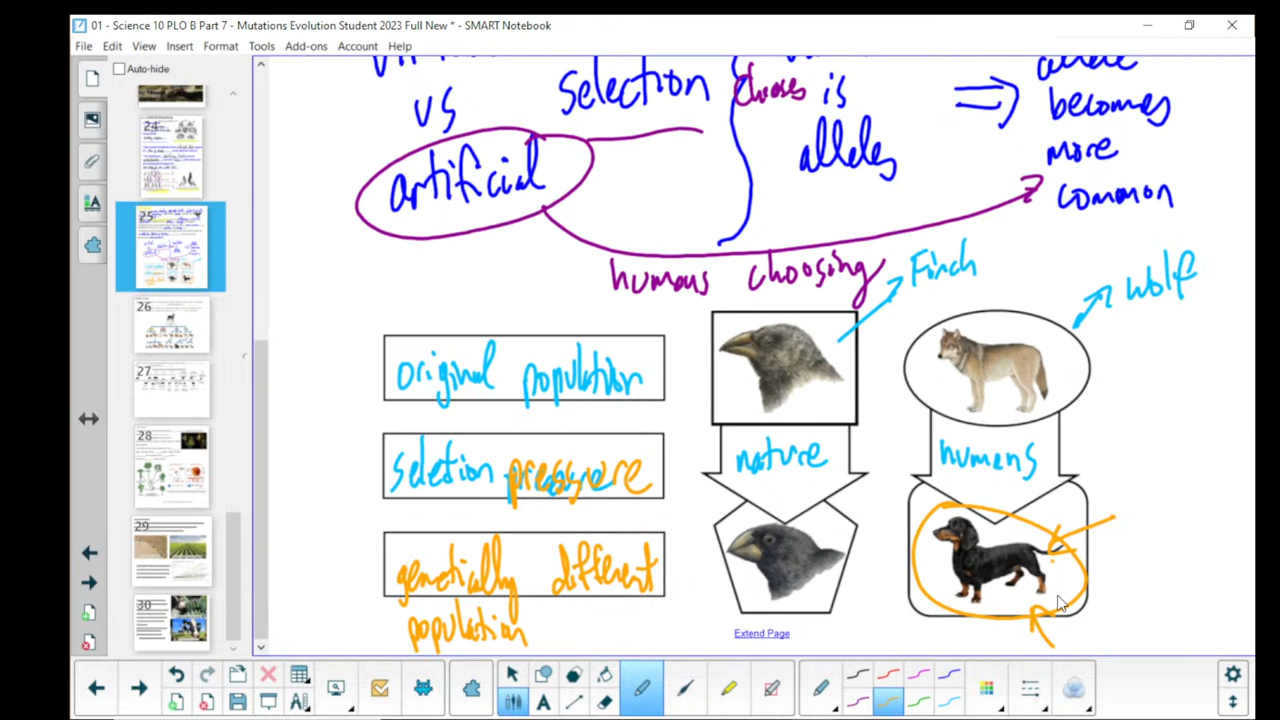 01 - Science 10 PLO B Part 7 - Mutations Evolution Student 2023 Full New * - SMART Notebook
File Edit View Insert Format Tools Add-ons Account Help
Auto-hide
24
25
26
27
28
29
30
vs
selection
chooses is
alleles
allele
becomes
more
common
artificial
humans choosing
Finch
wolf
original population
seletion pressure
nature
humans
genetically different
population
Extend Page